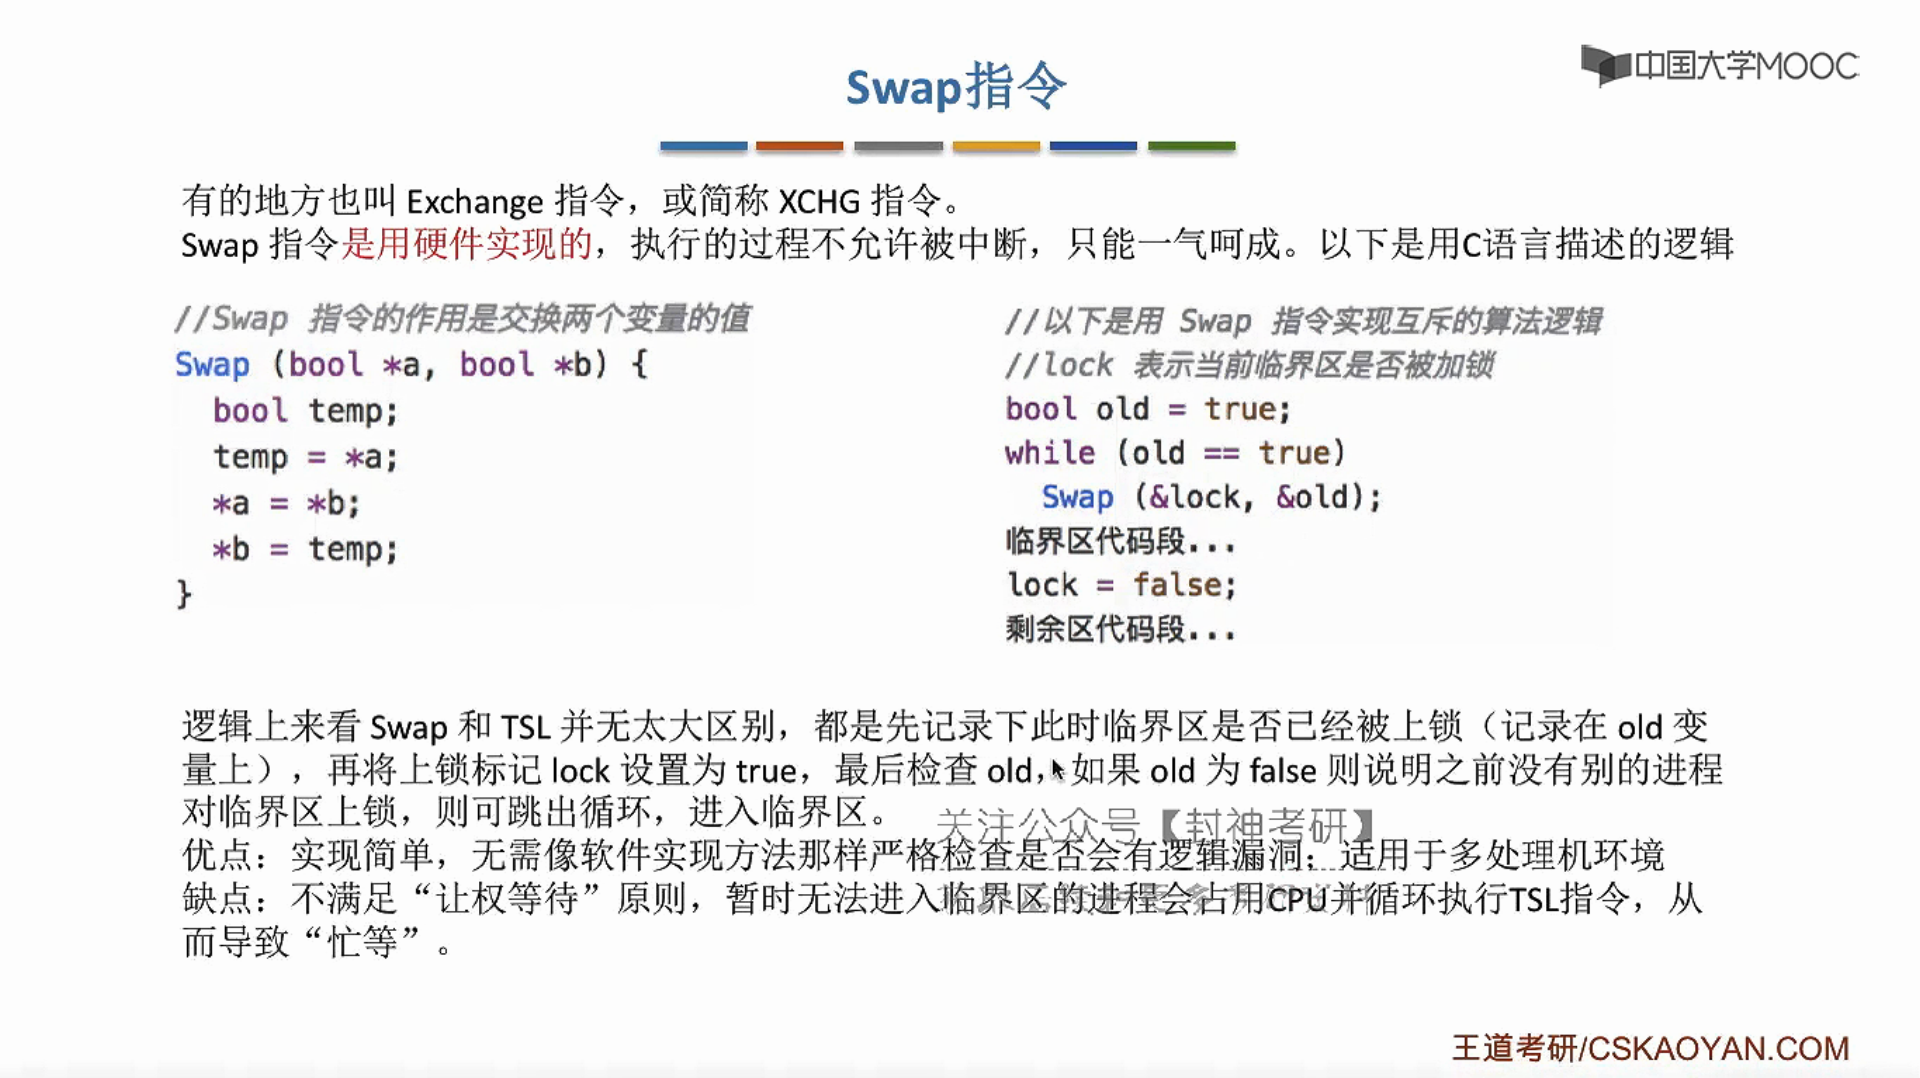 Swap指令
中国大学MOOC
有的地方也叫 Exchange 指令，或简称 XCHG 指令。
Swap 指令是用硬件实现的，执行的过程不允许被中断，只能一气呵成。以下是用C语言描述的逻辑
//Swap 指令的作用是交换两个变量的值
Swap (bool *a, bool *b) {
bool temp;
temp = *a;
*a = *b;
*b = temp;
}
//以下是用 Swap 指令实现互斥的算法逻辑
//lock 表示当前临界区是否被加锁
bool old = true;
while (old == true)
Swap (&lock, &old);
临界区代码段...
lock = false;
剩余区代码段...
逻辑上来看 Swap 和 TSL 并无太大区别，都是先记录下此时临界区是否已经被上锁（记录在 old 变
量上），再将上锁标记 lock 设置为 true，最后检查 old，如果 old 为 false 则说明之前没有别的进程
对临界区上锁，则可跳出循环，进入临界区。
关注公众号【封神考研】
优点：实现简单，无需像软件实现方法那样严格检查是否会有逻辑漏洞；适用于多处理机环境
缺点：不满足“让权等待”原则，暂时无法进入临界区的进程会占用CPU并循环执行TSL指令，从
而导致“忙等”。
王道考研/CSKAOYAN.COM